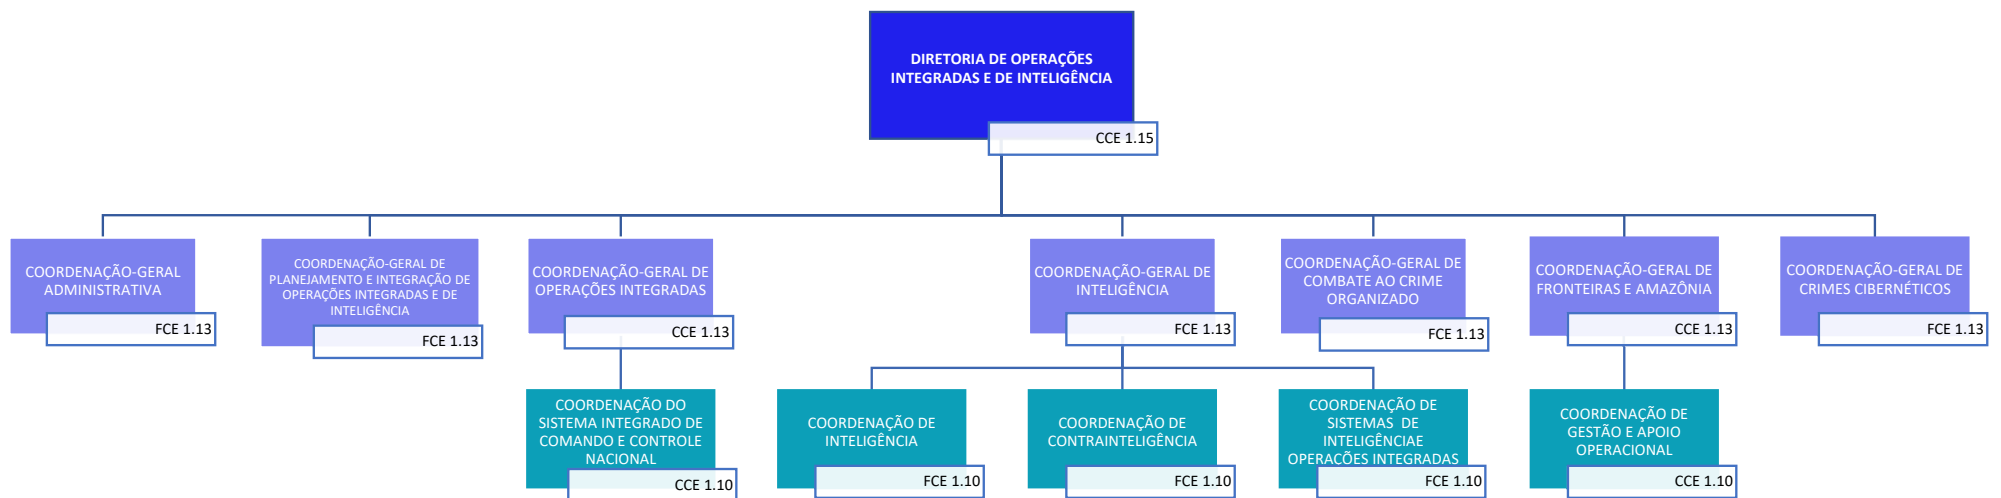 DIRETORIA DE OPERAÇÕES
INTEGRADAS E DE INTELIGÊNCIA
CCE 1.15
COORDENAÇÃO-GERAL
ADMINISTRATIVA
FCE 1.13
COORDENAÇÃO-GERAL DE
PLANEJAMENTO E INTEGRAÇÃO DE
OPERAÇÕES INTEGRADAS E DE
INTELIGÊNCIA
FCE 1.13
COORDENAÇÃO-GERAL DE
OPERAÇÕES INTEGRADAS
CCE 1.13
COORDENAÇÃO-GERAL DE
INTELIGÊNCIA
FCE 1.13
COORDENAÇÃO-GERAL DE
COMBATE AO CRIME
ORGANIZADO
FCE 1.13
COORDENAÇÃO-GERAL DE
FRONTEIRAS E AMAZÔNIA
CCE 1.13
COORDENAÇÃO-GERAL DE
CRIMES CIBERNÉTICOS
FCE 1.13
COORDENAÇÃO DO
SISTEMA INTEGRADO DE
COMANDO E CONTROLE
NACIONAL
CCE 1.10
COORDENAÇÃO DE
INTELIGÊNCIA
FCE 1.10
COORDENAÇÃO DE
CONTRAINTELIGÊNCIA
FCE 1.10
COORDENAÇÃO DE
SISTEMAS  DE
INTELIGÊNCIAE
OPERAÇÕES INTEGRADAS
FCE 1.10
COORDENAÇÃO DE
GESTÃO E APOIO
OPERACIONAL
CCE 1.10